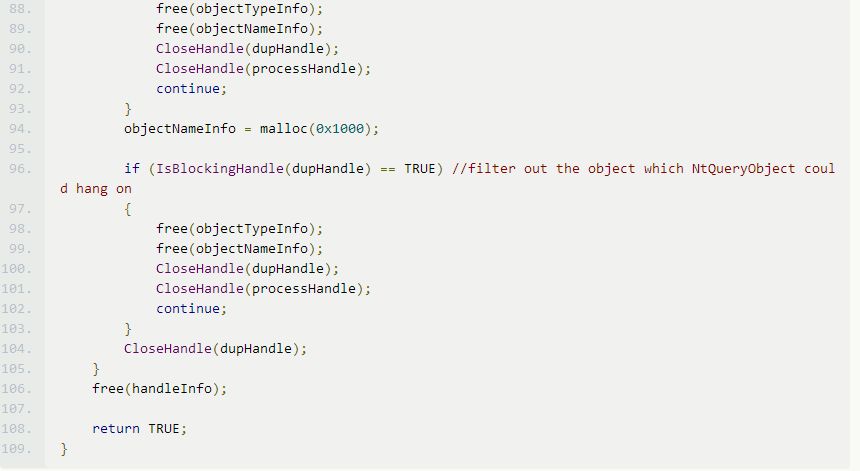 88. free(objectTypeInfo);
89. free(objectNameInfo);
90. CloseHandle(dupHandle);
91. CloseHandle(processHandle);
92. continue;
93. }
94. objectNameInfo = malloc(0x1000);
95.
96. if (IsBlockingHandle(dupHandle) == TRUE) //filter out the object which NtQueryObject coul
d hang on
97. {
98. free(objectTypeInfo);
99. free(objectNameInfo);
100. CloseHandle(dupHandle);
101. CloseHandle(processHandle);
102. continue;
103. }
104. CloseHandle(dupHandle);
105. }
106. free(handleInfo);
107.
108. return TRUE;
109. }